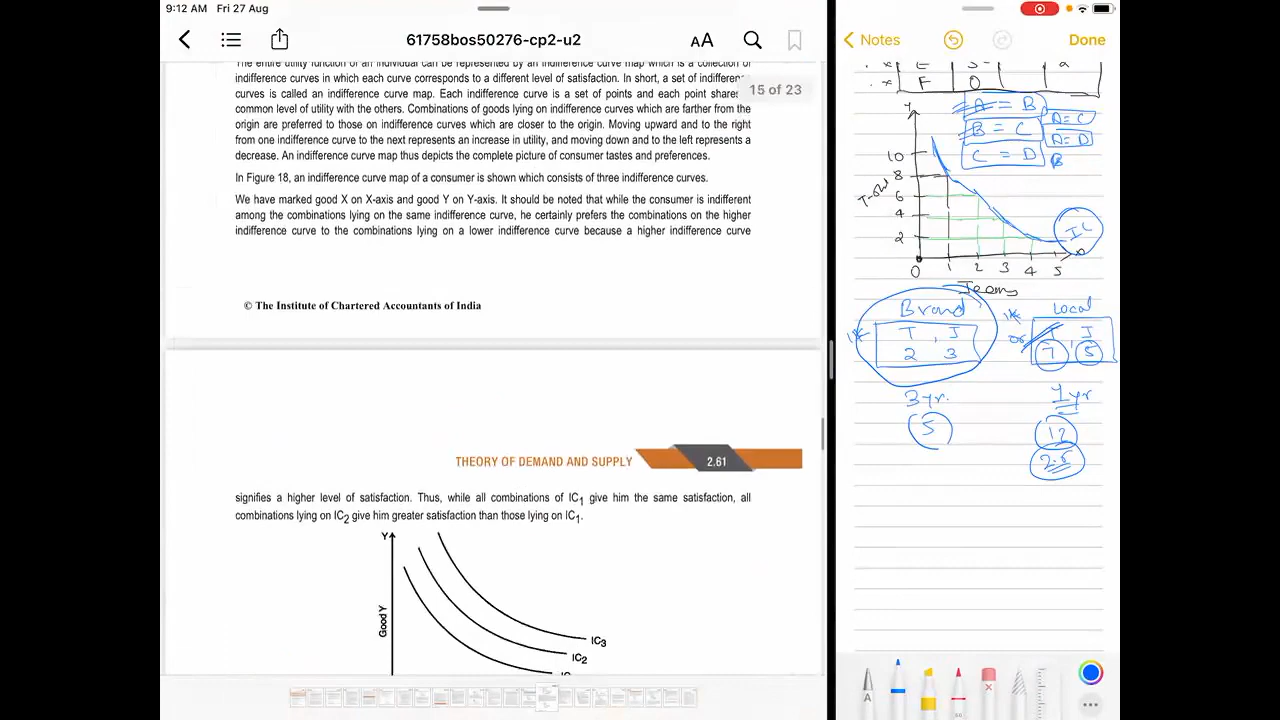 9:12 AM Fri 27 Aug
61758bos50276-cp2-u2
AA
The entire utility function of an individual can be represented by an indifference curve map which is a collection of
indifference curves in which each curve corresponds to a different level of satisfaction. In short, a set of indifferen
curves is called an indifference curve map. Each indifference curve is a set of points and each point share
common level of utility with the others. Combinations of goods lying on indifference curves which are farther from the
origin are preferred to those on indifference curves which are closer to the origin. Moving upward and to the right
from one indifference curve to the next represents an increase in utility, and moving down and to the left represents a
decrease. An indifference curve map thus depicts the complete picture of consumer tastes and preferences.
15 of 23
In Figure 18, an indifference curve map of a consumer is shown which consists of three indifference curves.
We have marked good X on X-axis and good Y on Y-axis. It should be noted that while the consumer is indifferent
among the combinations lying on the same indifference curve, he certainly prefers the combinations on the higher
indifference curve to the combinations lying on a lower indifference curve because a higher indifference curve
© The Institute of Chartered Accountants of India
THEORY OF DEMAND AND SUPPLY 2.61
signifies a higher level of satisfaction. Thus, while all combinations of IC1 give him the same satisfaction, all
combinations lying on IC2 give him greater satisfaction than those lying on IC1.
Y
Good Y
IC3
IC2
Notes
Done
F 0
y
A = B
B = C
C = D
A=C
A=D
B
10
8
6
4
2
IC
0 1 2 3 4 5
Jeans
Brand
T , J
2 3
3yr.
5
Local
or
T , J
7 5
1yr
12
2.5